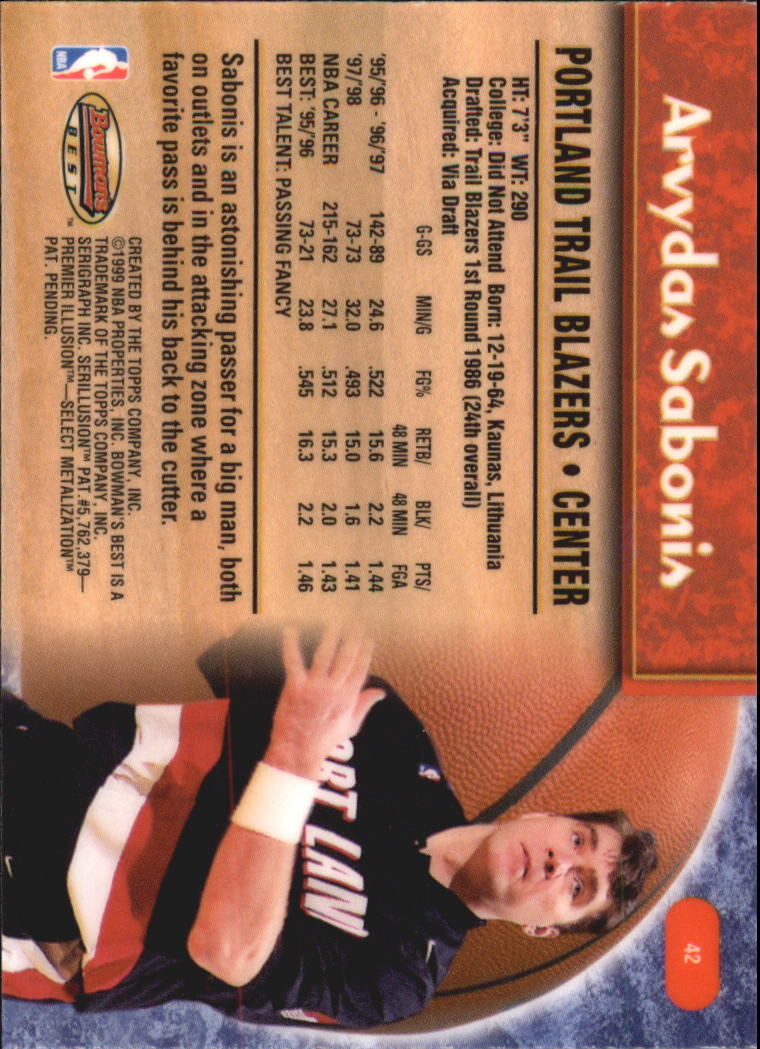 Arvydas Sabonis
42
PORTLAND TRAIL BLAZERS • CENTER
HT: 7'3" WT: 290
College: Did Not Attend Born: 12-19-64, Kaunas, Lithuania
Drafted: Trail Blazers 1st Round 1986 (24th overall)
Acquired: Via Draft
G-GS MIN/G FG% RETB/ 48 MIN BLK/ 48 MIN PTS/ FGA
'95/'96 - '96/'97 142-89 24.6 .522 15.6 2.2 1.44
'97/'98 73-73 32.0 .493 15.0 1.6 1.41
NBA CAREER 215-162 27.1 .512 15.3 2.0 1.43
BEST: '95/'96 73-21 23.8 .545 16.3 2.2 1.46
BEST TALENT: PASSING FANCY
Sabonis is an astonishing passer for a big man, both
on outlets and in the attacking zone where a
favorite pass is behind his back to the cutter.
NBA
Bowman's
BEST™
CREATED BY THE TOPPS COMPANY, INC.
©1999 NBA PROPERTIES, INC. BOWMAN'S BEST IS A
TRADEMARK OF THE TOPPS COMPANY, INC.
SERIGRAPH INC. SERILLUSION™ PAT.#5,762,379—
PREMIER ILLUSION™—SELECT METALIZATION™
PAT. PENDING.
PORTLAN